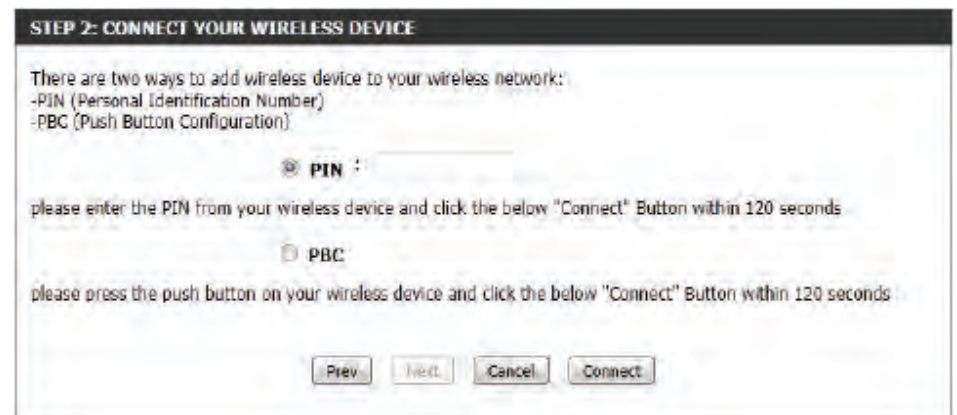 STEP 2: CONNECT YOUR WIRELESS DEVICE
There are two ways to add wireless device to your wireless network:
-PIN (Personal Identification Number)
-PBC (Push Button Configuration)
PIN :
please enter the PIN from your wireless device and click the below "Connect" Button within 120 seconds
PBC
please press the push button on your wireless device and click the below "Connect" Button within 120 seconds
Prev Next Cancel Connect